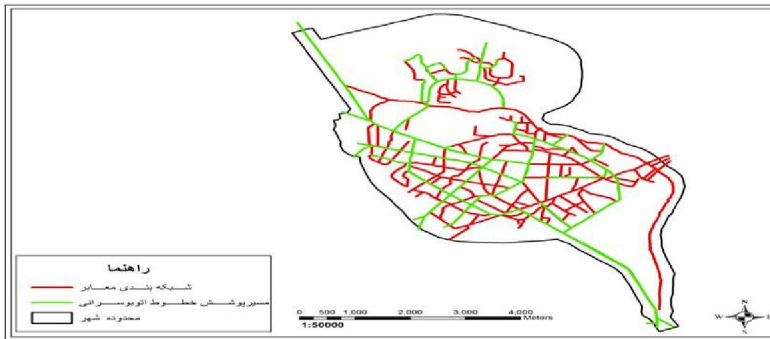 راهنما
شبکه بندی معابر
مسیرپوشش خطوط اتوبوسرانی
محدوده شهر
0 500 1,000 2,000 3,000 4,000
Meters
1:50000
N
W E
S